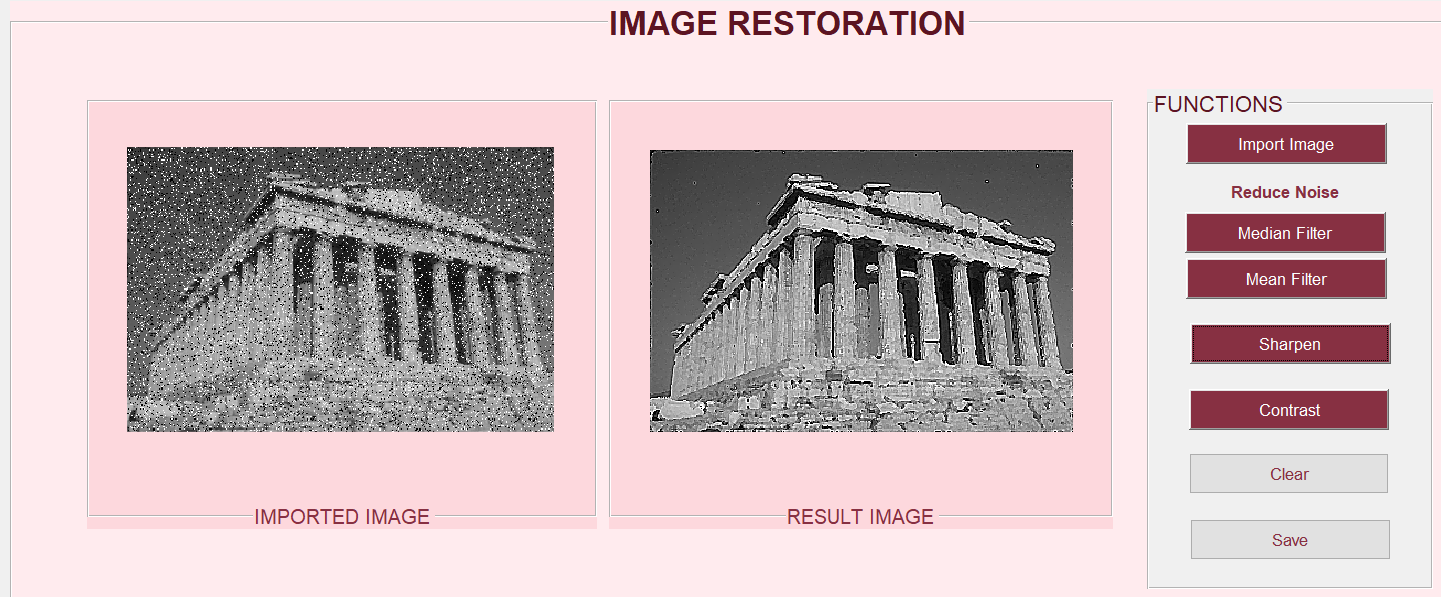 IMAGE RESTORATION
IMPORTED IMAGE
RESULT IMAGE
FUNCTIONS
Import Image
Reduce Noise
Median Filter
Mean Filter
Sharpen
Contrast
Clear
Save